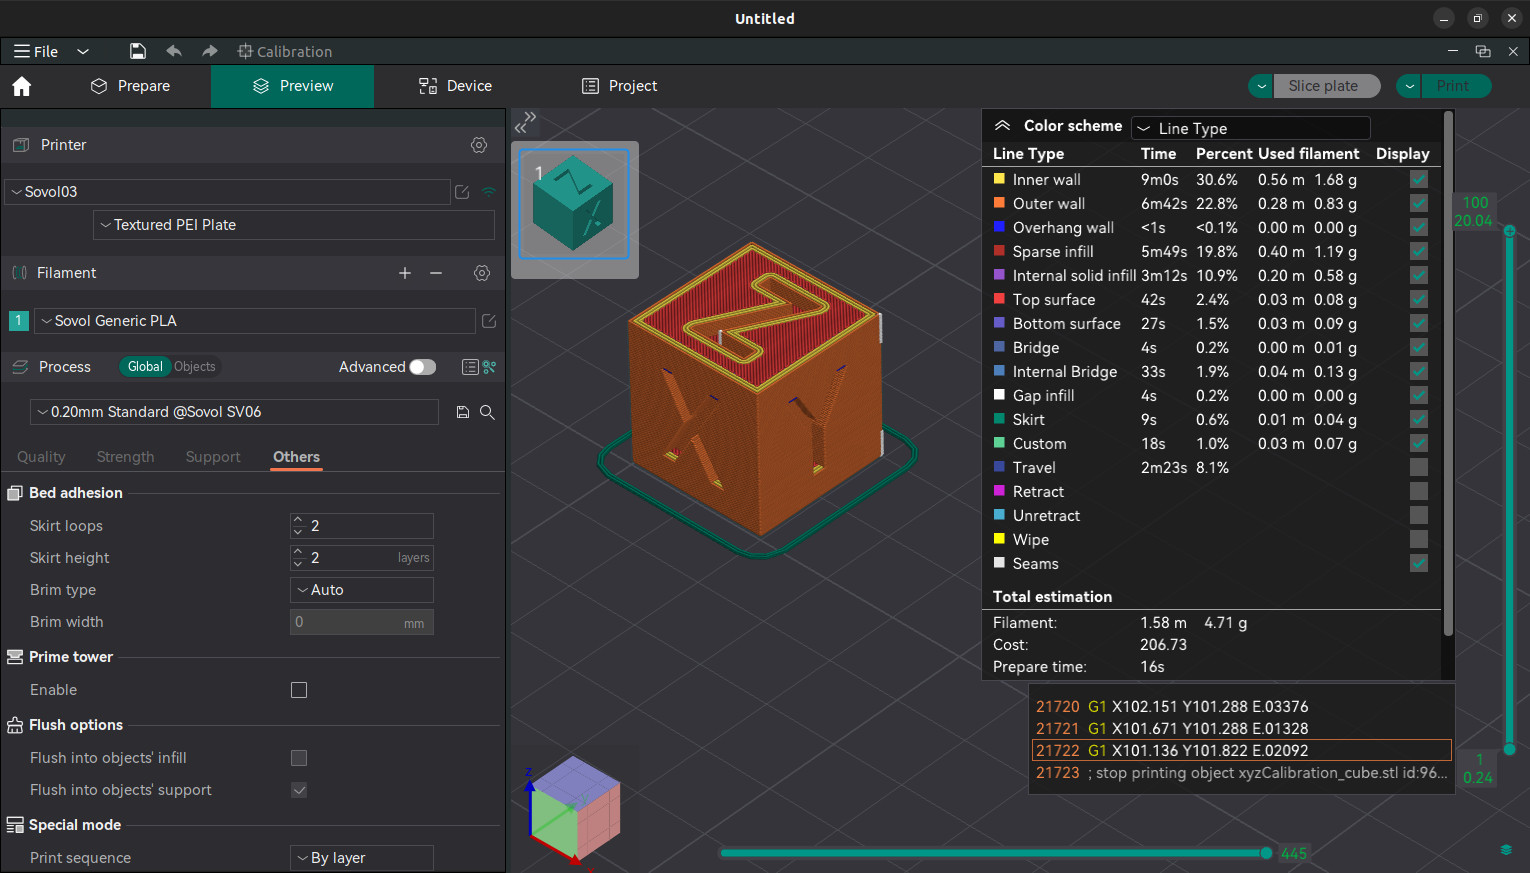 Untitled
File
Calibration
Prepare
Preview
Device
Project
Slice plate
Print
Printer
Sovol03
Textured PEI Plate
Filament
1 Sovol Generic PLA
Process Global Objects Advanced
0.20mm Standard @Sovol SV06
Quality Strength Support Others
Bed adhesion
Skirt loops 2
Skirt height 2 layers
Brim type Auto
Brim width 0 mm
Prime tower
Enable
Flush options
Flush into objects' infill
Flush into objects' support
Special mode
Print sequence By layer
1
Z
X
Z
X
Y
Z
Color scheme Line Type
Line Type Time Percent Used filament Display
Inner wall 9m0s 30.6% 0.56 m 1.68 g
Outer wall 6m42s 22.8% 0.28 m 0.83 g
Overhang wall <1s <0.1% 0.00 m 0.00 g
Sparse infill 5m49s 19.8% 0.40 m 1.19 g
Internal solid infill 3m12s 10.9% 0.20 m 0.58 g
Top surface 42s 2.4% 0.03 m 0.08 g
Bottom surface 27s 1.5% 0.03 m 0.09 g
Bridge 4s 0.2% 0.00 m 0.01 g
Internal Bridge 33s 1.9% 0.04 m 0.13 g
Gap infill 4s 0.2% 0.00 m 0.00 g
Skirt 9s 0.6% 0.01 m 0.04 g
Custom 18s 1.0% 0.03 m 0.07 g
Travel 2m23s 8.1%
Retract
Unretract
Wipe
Seams
Total estimation
Filament: 1.58 m 4.71 g
Cost: 206.73
Prepare time: 16s
21720 G1 X102.151 Y101.288 E.03376
21721 G1 X101.671 Y101.288 E.01328
21722 G1 X101.136 Y101.822 E.02092
21723 ; stop printing object xyzCalibration_cube.stl id:96...
100
20.04
1
0.24
445